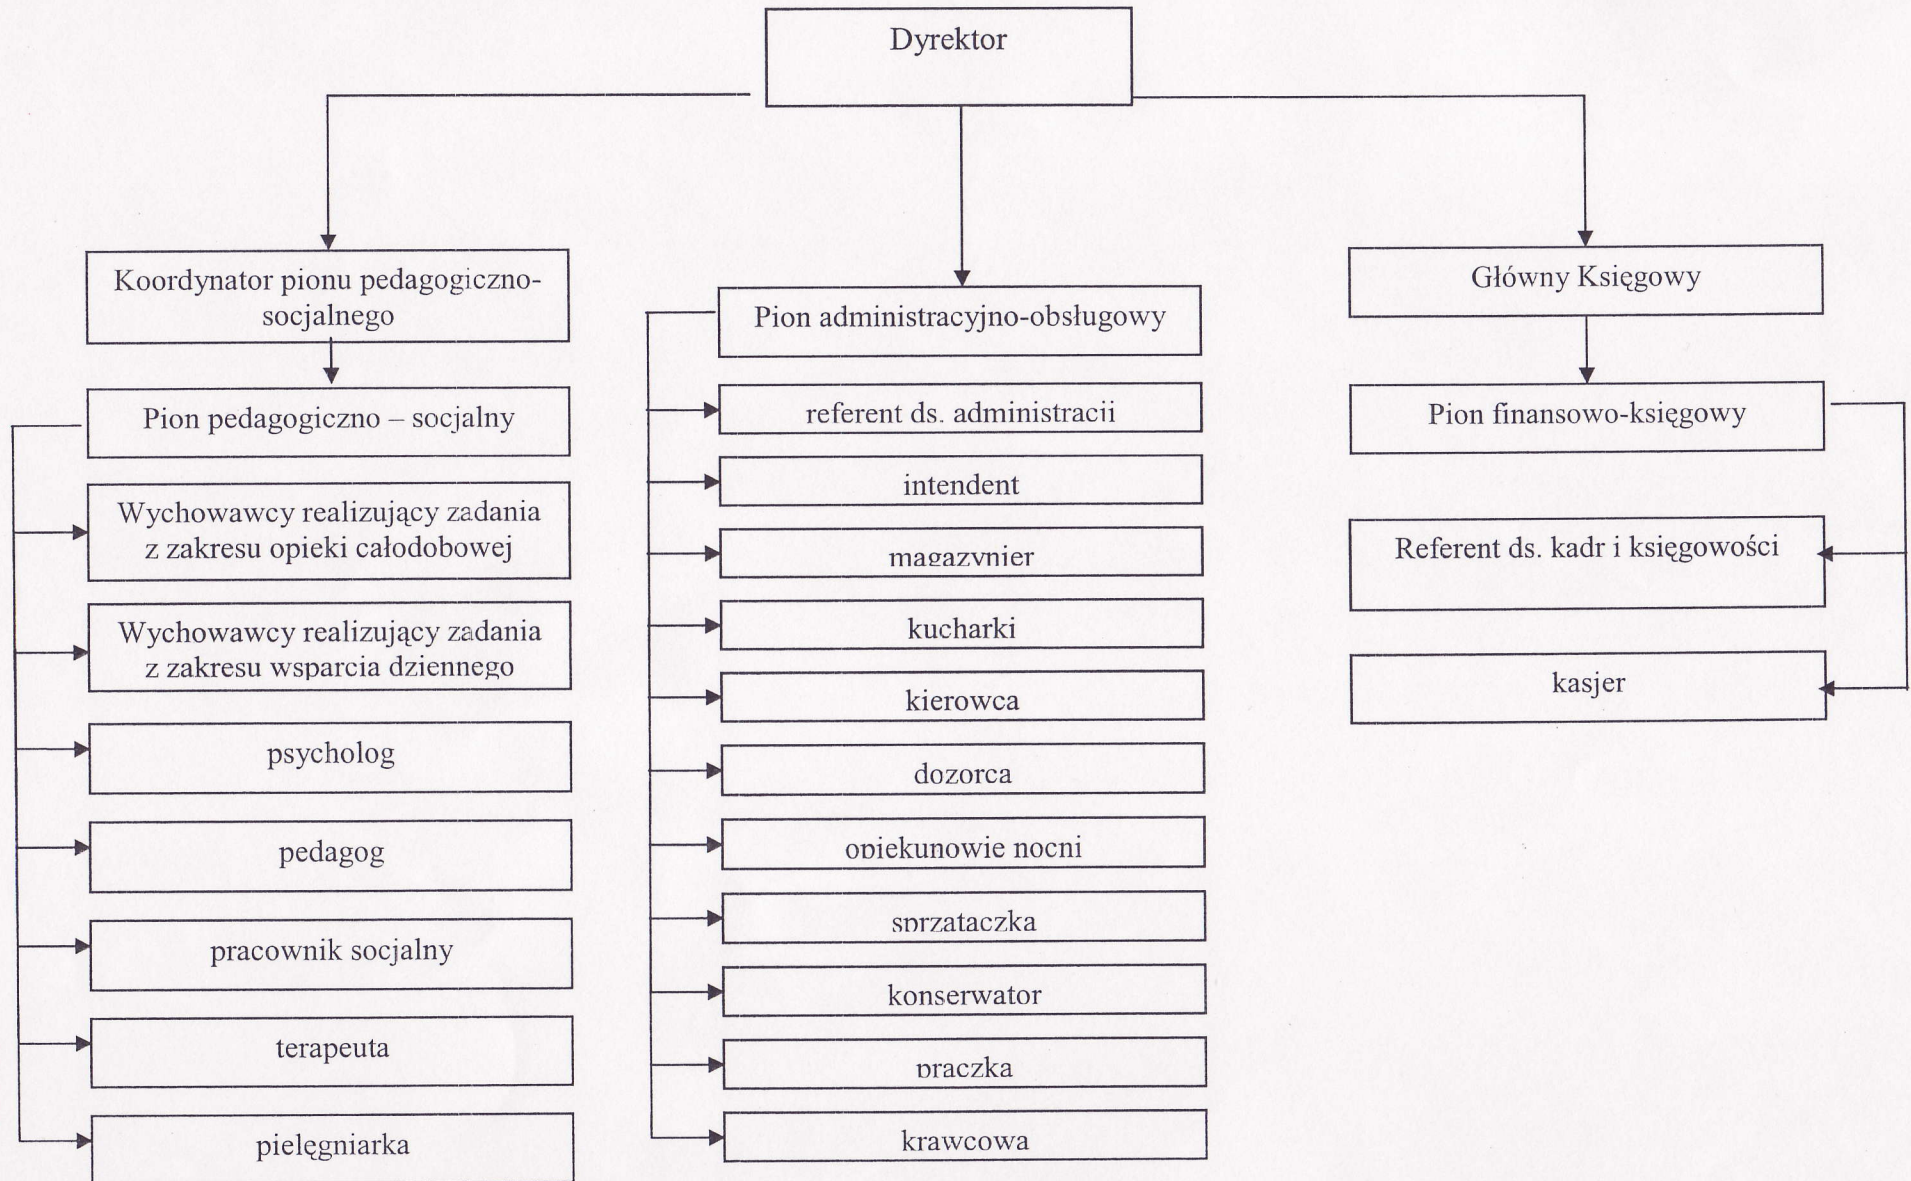 Dyrektor
Koordynator pionu pedagogiczno-
socjalnego
Pion pedagogiczno – socjalny
Wychowawcy realizujący zadania
z zakresu opieki całodobowej
Wychowawcy realizujący zadania
z zakresu wsparcia dziennego
psycholog
pedagog
pracownik socjalny
terapeuta
pielęgniarka
Pion administracyjno-obsługowy
referent ds. administracji
intendent
magazynier
kucharki
kierowca
dozorca
opiekunowie nocni
sprzątaczka
konserwator
praczka
krawcowa
Główny Księgowy
Pion finansowo-księgowy
Referent ds. kadr i księgowości
kasjer